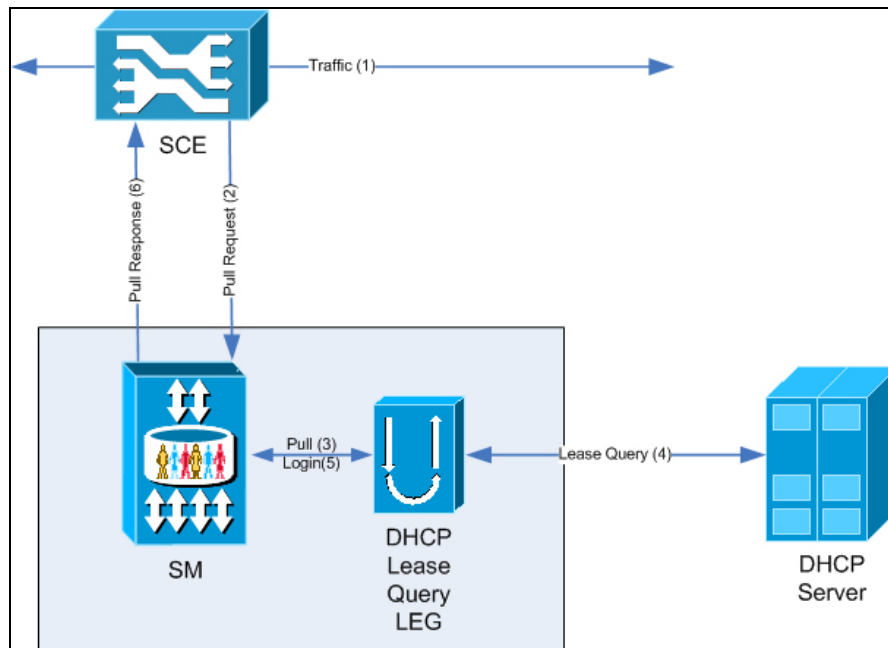 Traffic (1)
SCE
Pull Response (6)
Pull Request (2)
Pull (3)
Login(5)
Lease Query (4)
SM
DHCP
Lease
Query
LEG
DHCP
Server